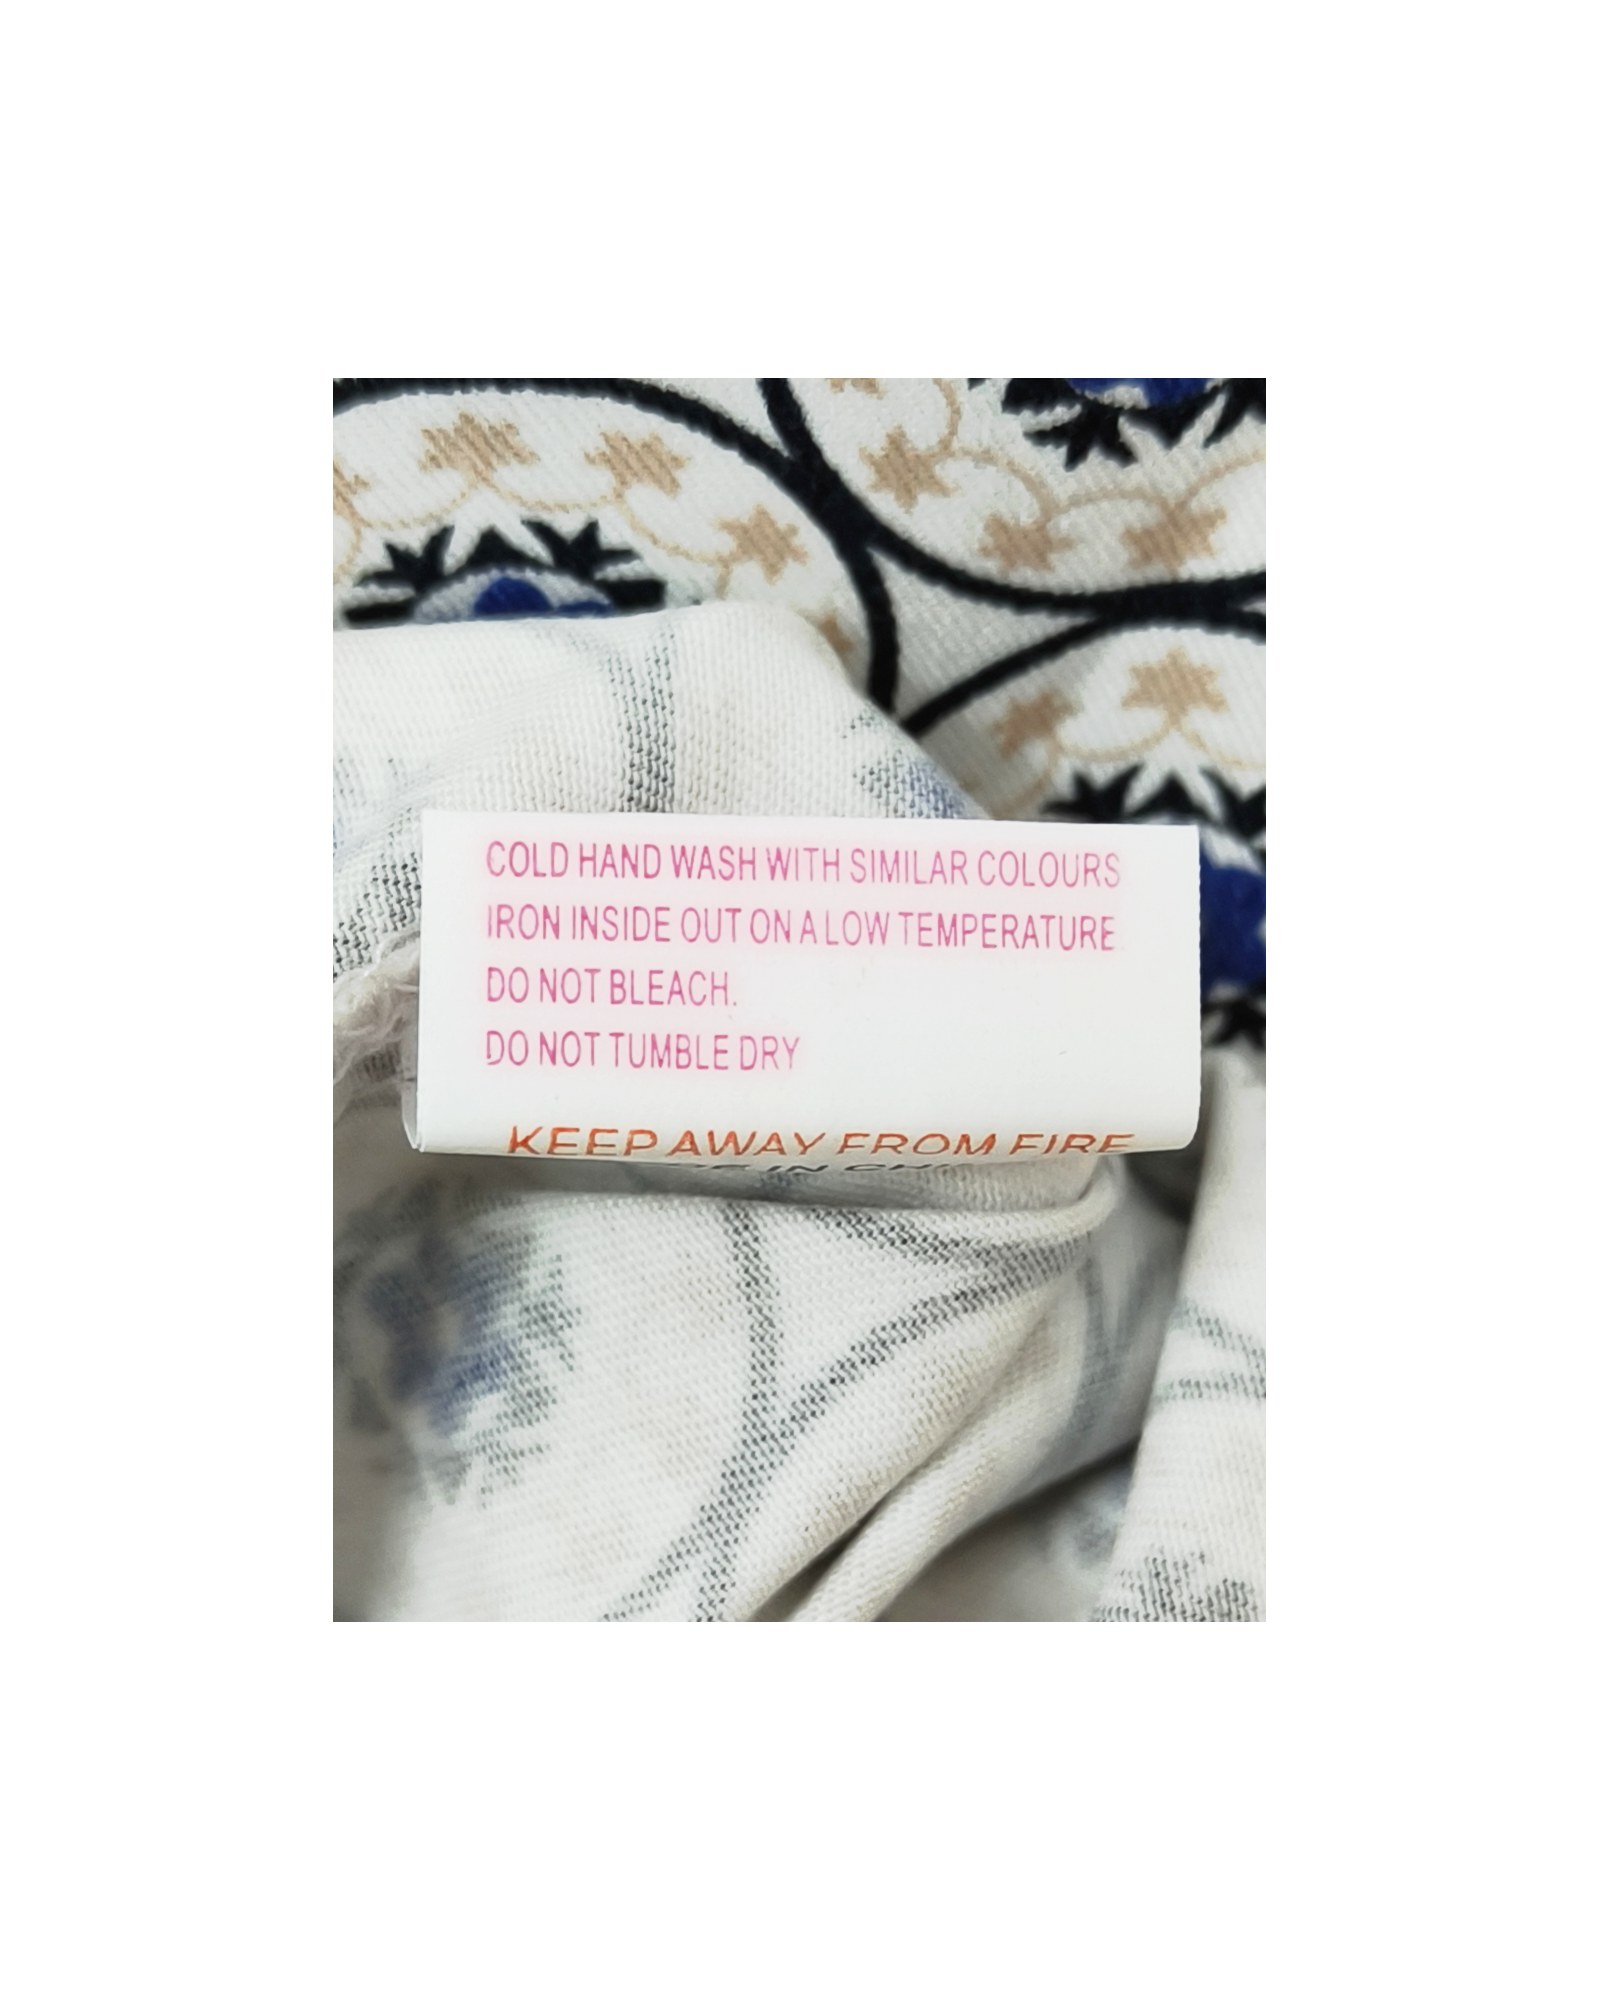 COLD HAND WASH WITH SIMILAR COLOURS
IRON INSIDE OUT ON A LOW TEMPERATURE
DO NOT BLEACH.
DO NOT TUMBLE DRY
KEEP AWAY FROM FIRE
IN